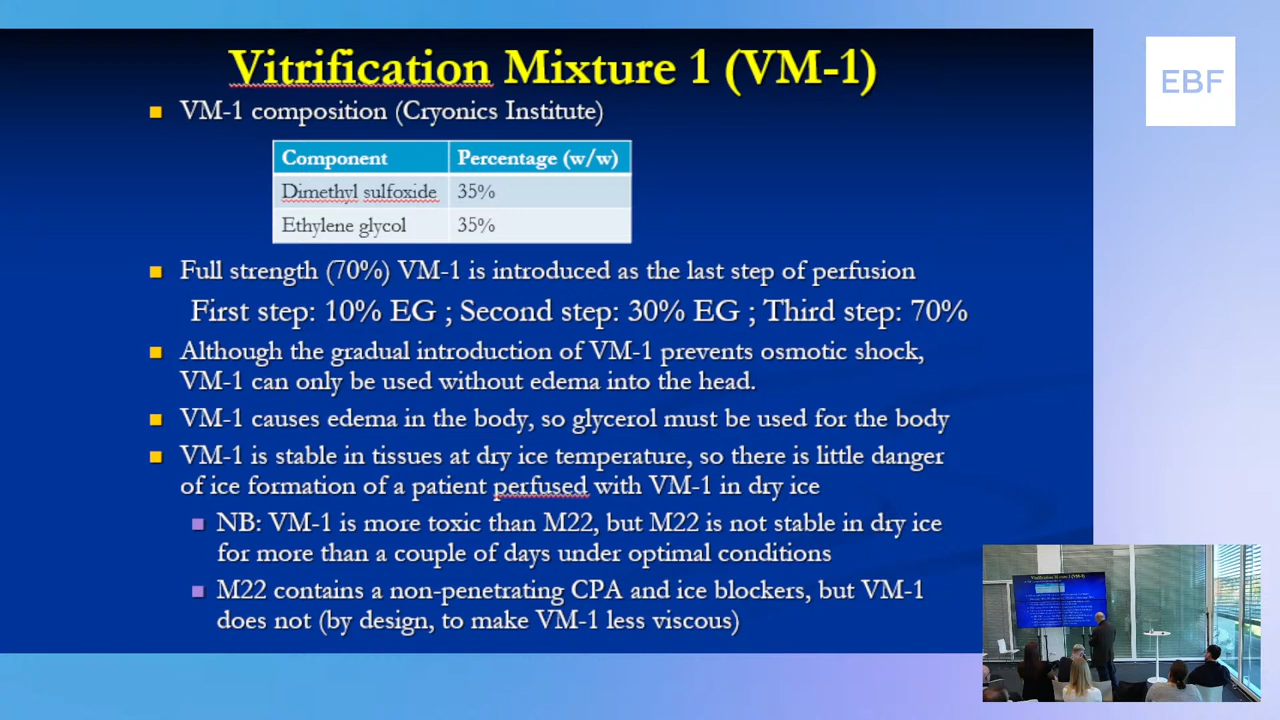 Vitrification Mixture 1 (VM-1)
EBF
VM-1 composition (Cryonics Institute)
Component Percentage (w/w)
Dimethyl sulfoxide 35%
Ethylene glycol 35%
Full strength (70%) VM-1 is introduced as the last step of perfusion
First step: 10% EG ; Second step: 30% EG ; Third step: 70%
Although the gradual introduction of VM-1 prevents osmotic shock,
VM-1 can only be used without edema into the head.
VM-1 causes edema in the body, so glycerol must be used for the body
VM-1 is stable in tissues at dry ice temperature, so there is little danger
of ice formation of a patient perfused with VM-1 in dry ice
NB: VM-1 is more toxic than M22, but M22 is not stable in dry ice
for more than a couple of days under optimal conditions
M22 contains a non-penetrating CPA and ice blockers, but VM-1
does not (by design, to make VM-1 less viscous)
Vitrification Mixture 1 (VM-1)